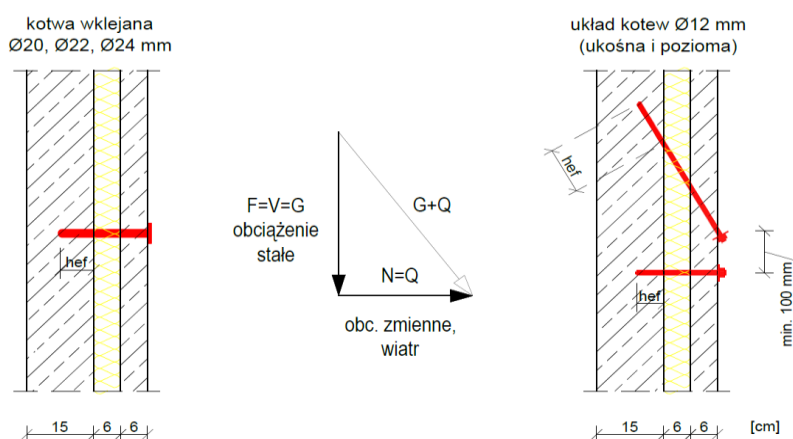 kotwa wklejana
Ø20, Ø22, Ø24 mm
hef
15 6 6
F=V=G
obciążenie
stałe
G+Q
N=Q
obc. zmienne,
wiatr
układ kotew Ø12 mm
(ukośna i pozioma)
hef
hef
min. 100 mm
15 6 6 [cm]